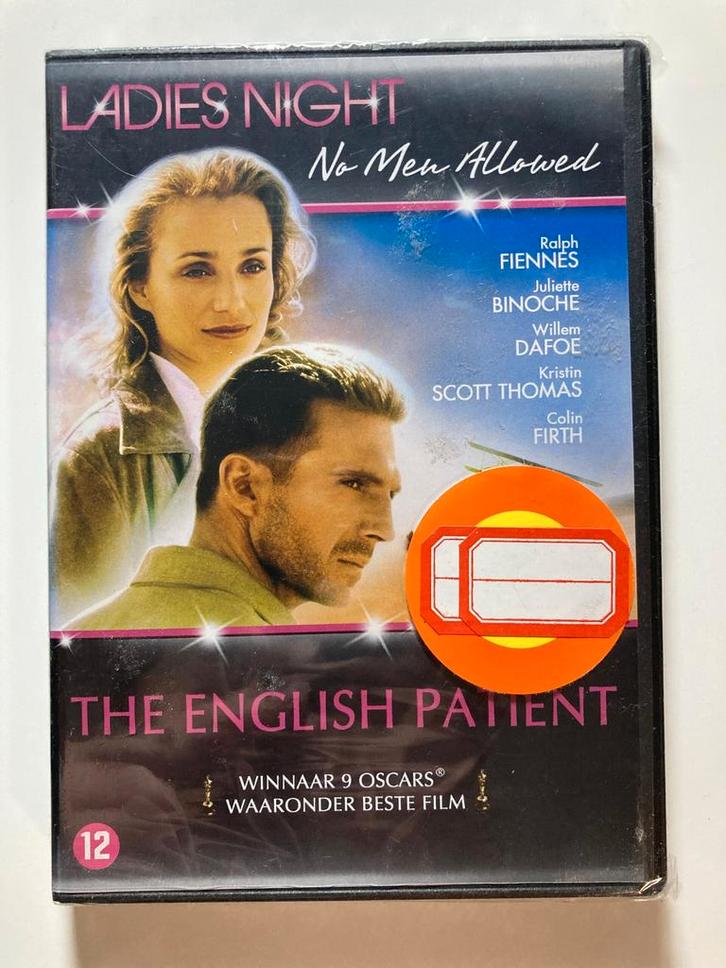 LADIES NIGHT
No Men Allowed
Ralph
FIENNES
Juliette
BINOCHE
Willem
DAFOE
Kristin
SCOTT THOMAS
Colin
FIRTH
THE ENGLISH PATIENT
WINNAAR 9 OSCARS®
WAARONDER BESTE FILM
12